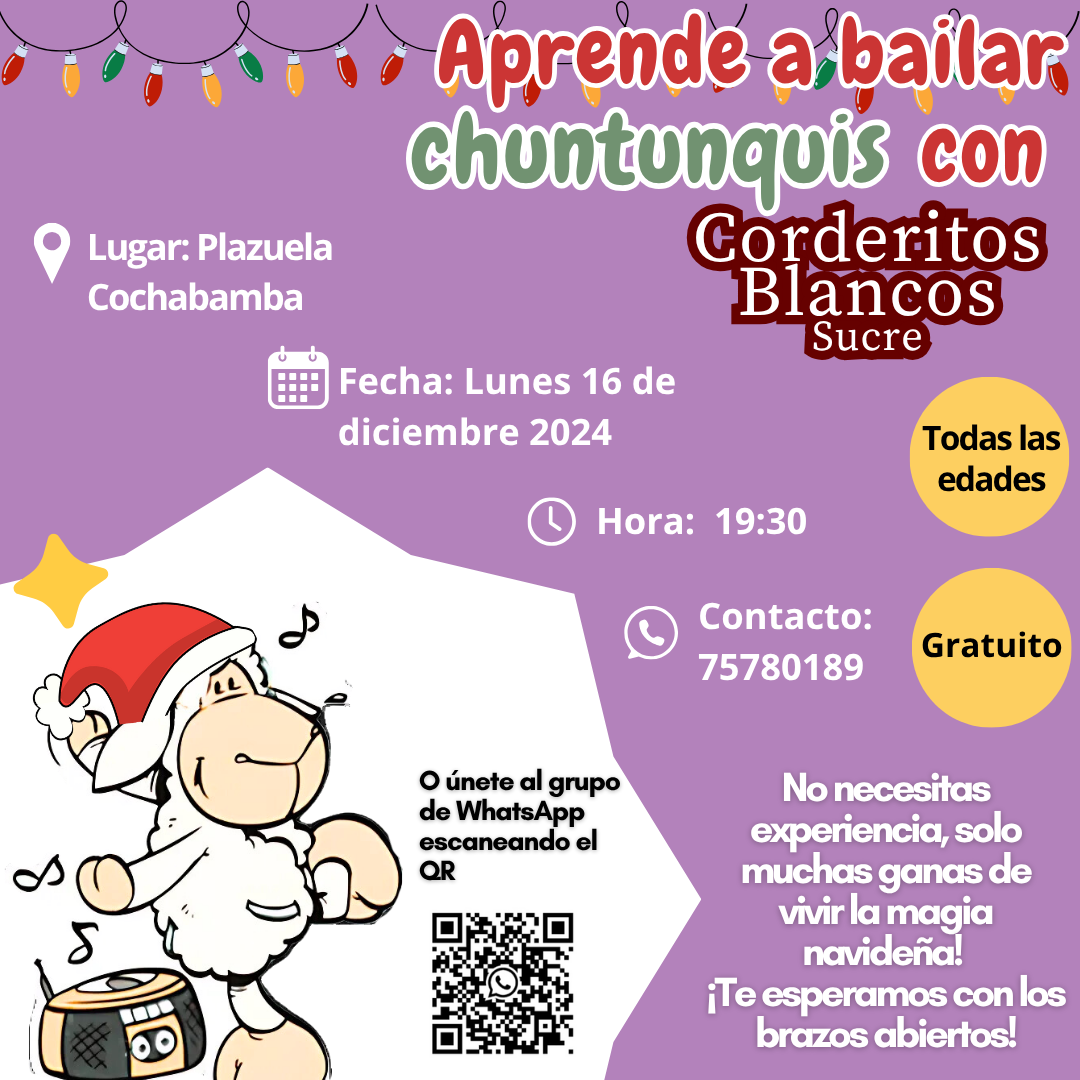 Aprende a bailar
chuntunquis con
Corderitos
Blancos
Sucre
Lugar: Plazuela
Cochabamba
Fecha: Lunes 16 de
diciembre 2024
Todas las
edades
Hora: 19:30
Contacto:
75780189
Gratuito
O únete al grupo
de WhatsApp
escaneando el
QR
No necesitas
experiencia, solo
muchas ganas de
vivir la magia
navideña!
¡Te esperamos con los
brazos abiertos!